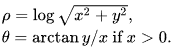 ρ = log √(x² + y²),
θ = arctan y/x if x > 0.